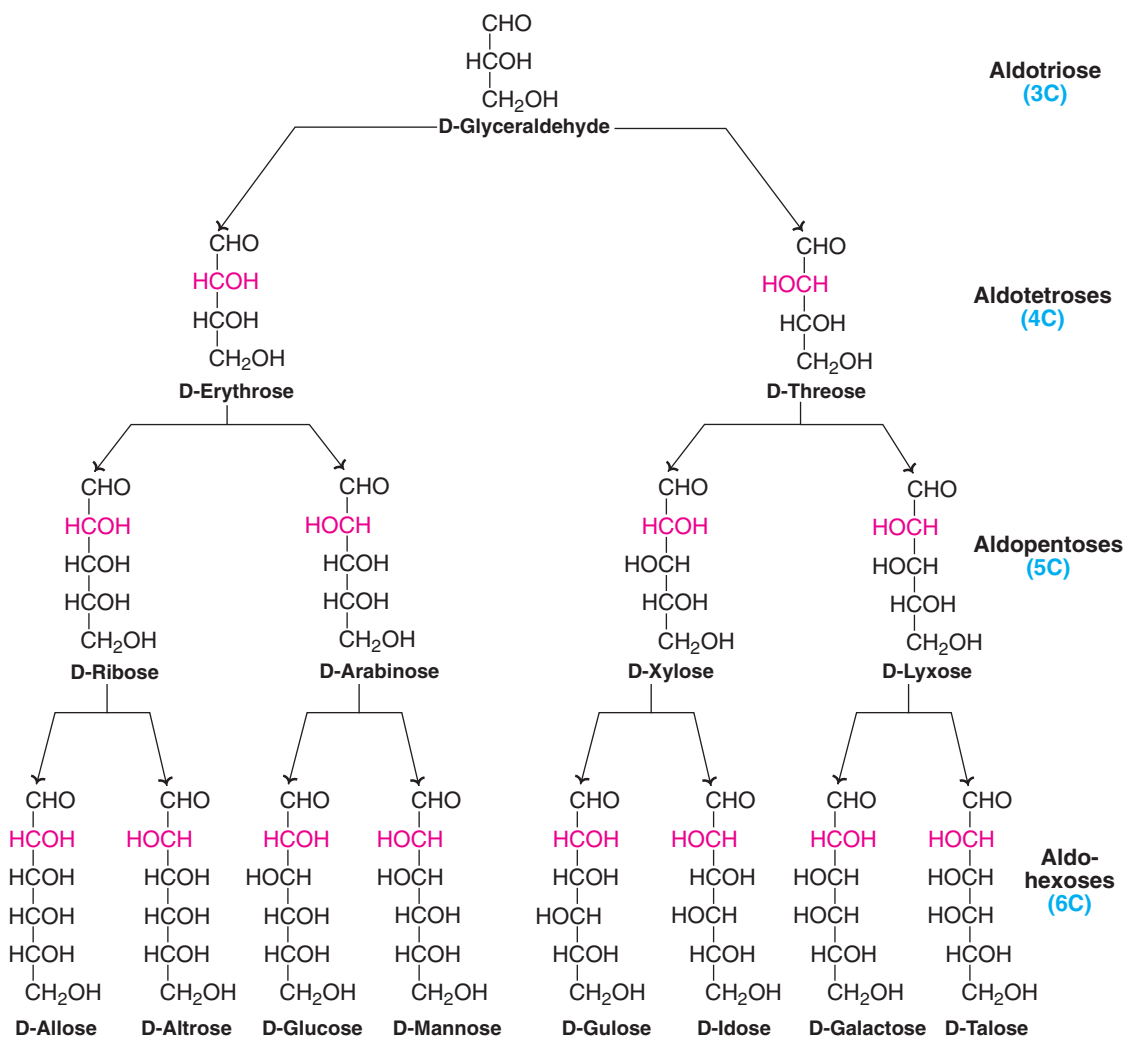 CHO
HCOH
CH₂OH
D-Glyceraldehyde
Aldotriose
(3C)
CHO
HCOH
HCOH
CH₂OH
D-Erythrose
CHO
HOCH
HCOH
CH₂OH
D-Threose
Aldotetroses
(4C)
CHO
HCOH
HCOH
HCOH
CH₂OH
D-Ribose
CHO
HOCH
HCOH
HCOH
CH₂OH
D-Arabinose
CHO
HCOH
HOCH
HCOH
CH₂OH
D-Xylose
CHO
HOCH
HOCH
HCOH
CH₂OH
D-Lyxose
Aldopentoses
(5C)
CHO
HCOH
HCOH
HCOH
HCOH
CH₂OH
D-Allose
CHO
HOCH
HCOH
HCOH
HCOH
CH₂OH
D-Altrose
CHO
HCOH
HOCH
HCOH
HCOH
CH₂OH
D-Glucose
CHO
HOCH
HOCH
HCOH
HCOH
CH₂OH
D-Mannose
CHO
HCOH
HCOH
HOCH
HCOH
CH₂OH
D-Gulose
CHO
HOCH
HCOH
HOCH
HCOH
CH₂OH
D-Idose
CHO
HCOH
HOCH
HOCH
HCOH
CH₂OH
D-Galactose
CHO
HOCH
HOCH
HOCH
HCOH
CH₂OH
D-Talose
Aldo-
hexoses
(6C)